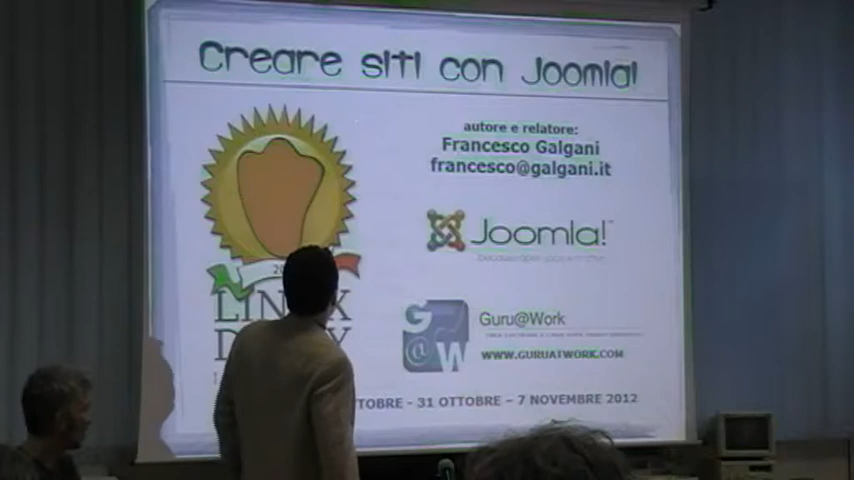 Creare siti con Joomla!
autore e relatore:
Francesco Galgani
francesco@galgani.it
Joomla!
LINUX
Guru@Work
G
@
W
WWW.GURUATWORK.COM
- 31 OTTOBRE – 7 NOVEMBRE 2012